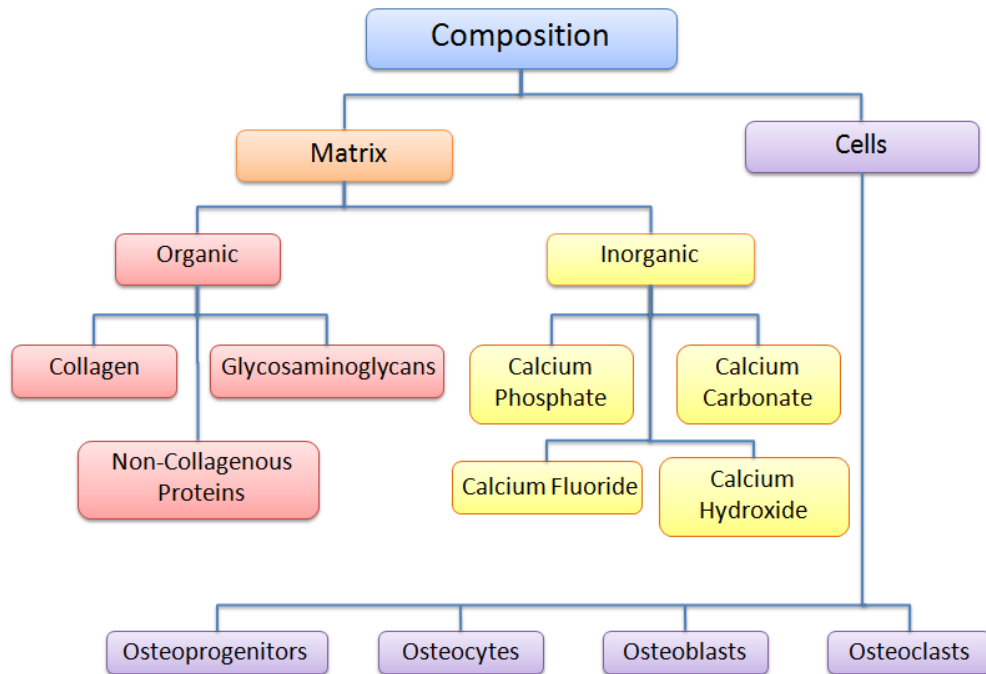 Composition
Matrix
Cells
Organic
Inorganic
Collagen
Glycosaminoglycans
Calcium
Phosphate
Calcium
Carbonate
Non-Collagenous
Proteins
Calcium Fluoride
Calcium
Hydroxide
Osteoprogenitors
Osteocytes
Osteoblasts
Osteoclasts